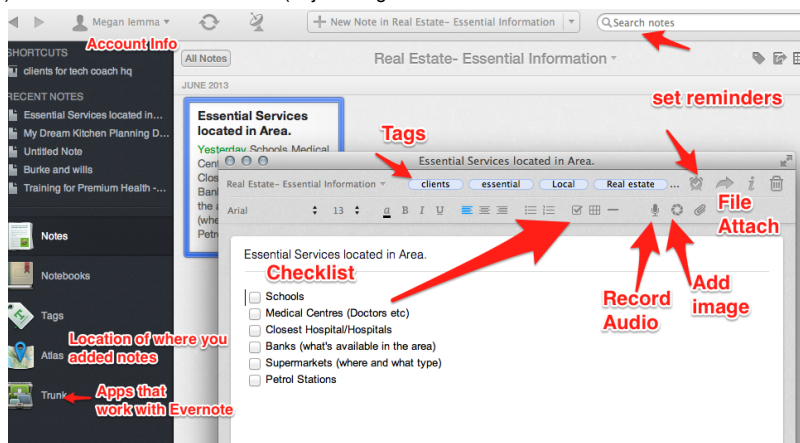 Megan Iemma
New Note in Real Estate- Essential Information
Search notes
Account Info
SHORTCUTS
clients for tech coach hq
RECENT NOTES
Essential Services located in...
My Dream Kitchen Planning D...
Untitled Note
Burke and wills
Training for Premium Health -...
Notes
Notebooks
Tags
Atlas
Location of where you
added notes
Trunk
Apps that
work with Evernote
All Notes
Real Estate- Essential Information
JUNE 2013
Essential Services
located in Area.
Yesterday Schools Medical
set reminders
Tags
Essential Services located in Area.
Real Estate- Essential Information
clients
essential
Local
Real estate
...
File
Attach
Arial
13
a B I U
Essential Services located in Area.
Checklist
Schools
Medical Centres (Doctors etc)
Closest Hospital/Hospitals
Banks (what's available in the area)
Supermarkets (where and what type)
Petrol Stations
Record
Audio
Add
image